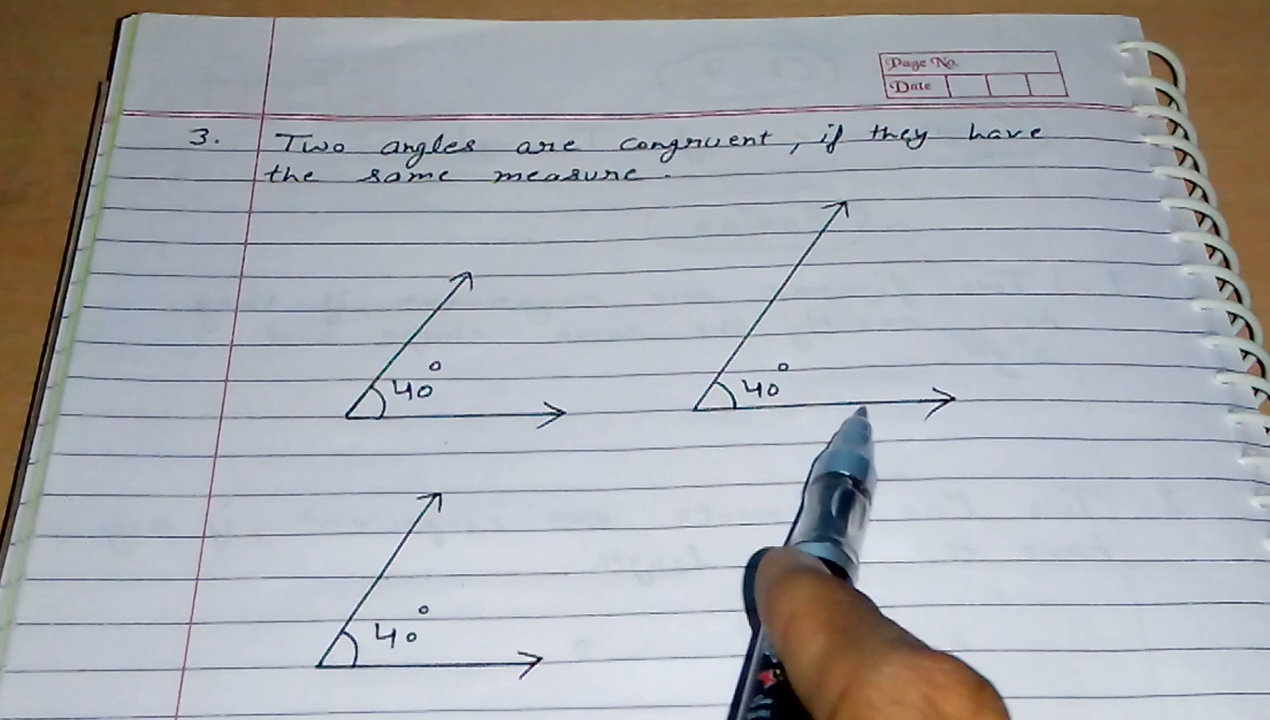 Page No.
Date
3. Two angles are congruent, if they have
the same measure.
40°
40°
40°